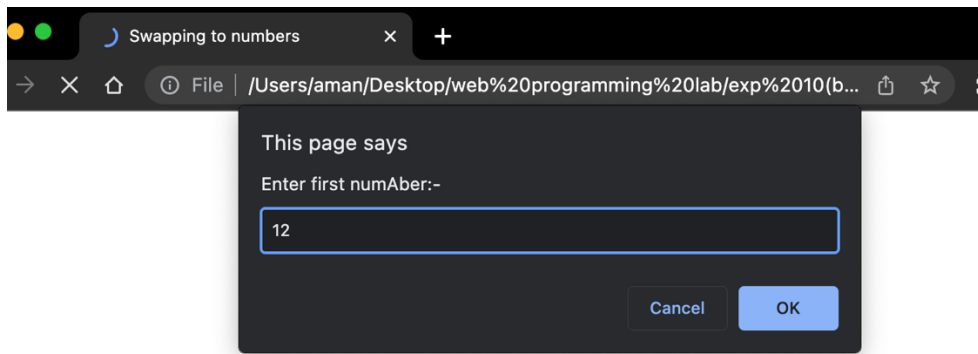 Swapping to numbers
File /Users/aman/Desktop/web%20programming%20lab/exp%2010(b...
This page says
Enter first numAber:-
12
Cancel OK